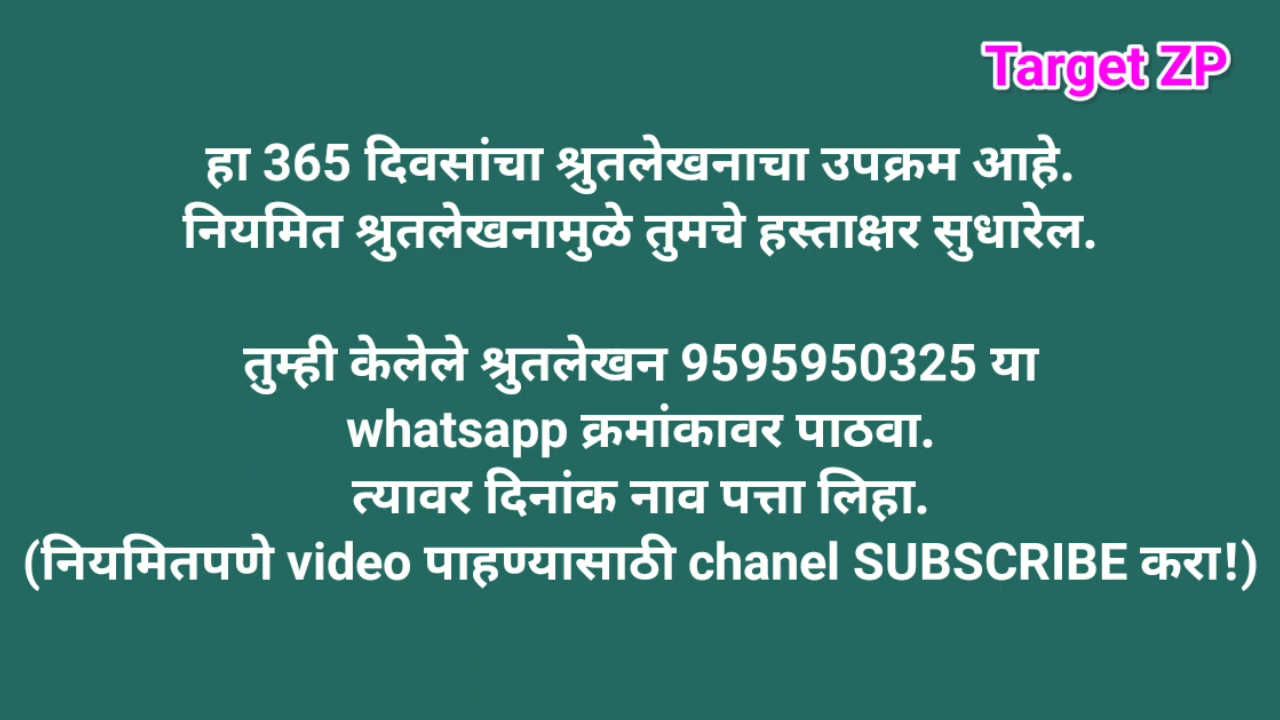 Target ZP
हा 365 दिवसांचा श्रुतलेखनाचा उपक्रम आहे.
नियमित श्रुतलेखनामुळे तुमचे हस्ताक्षर सुधारेल.
तुम्ही केलेले श्रुतलेखन 9595950325 या
whatsapp क्रमांकावर पाठवा.
त्यावर दिनांक नाव पत्ता लिहा.
(नियमितपणे video पाहण्यासाठी chanel SUBSCRIBE करा!)